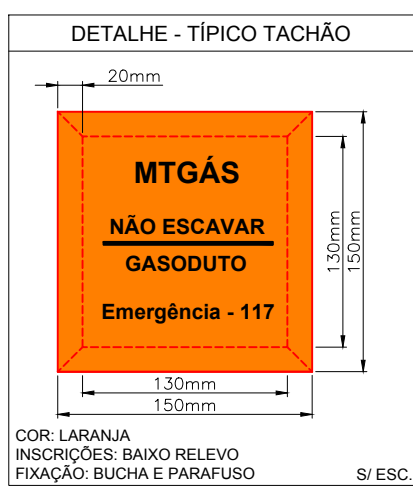 DETALHE - TÍPICO TACHÃO
20mm
MTGÁS
NÃO ESCAVAR
GASODUTO
Emergência - 117
130mm
150mm
130mm
150mm
COR: LARANJA
INSCRIÇÕES: BAIXO RELEVO
FIXAÇÃO: BUCHA E PARAFUSO
S/ ESC.